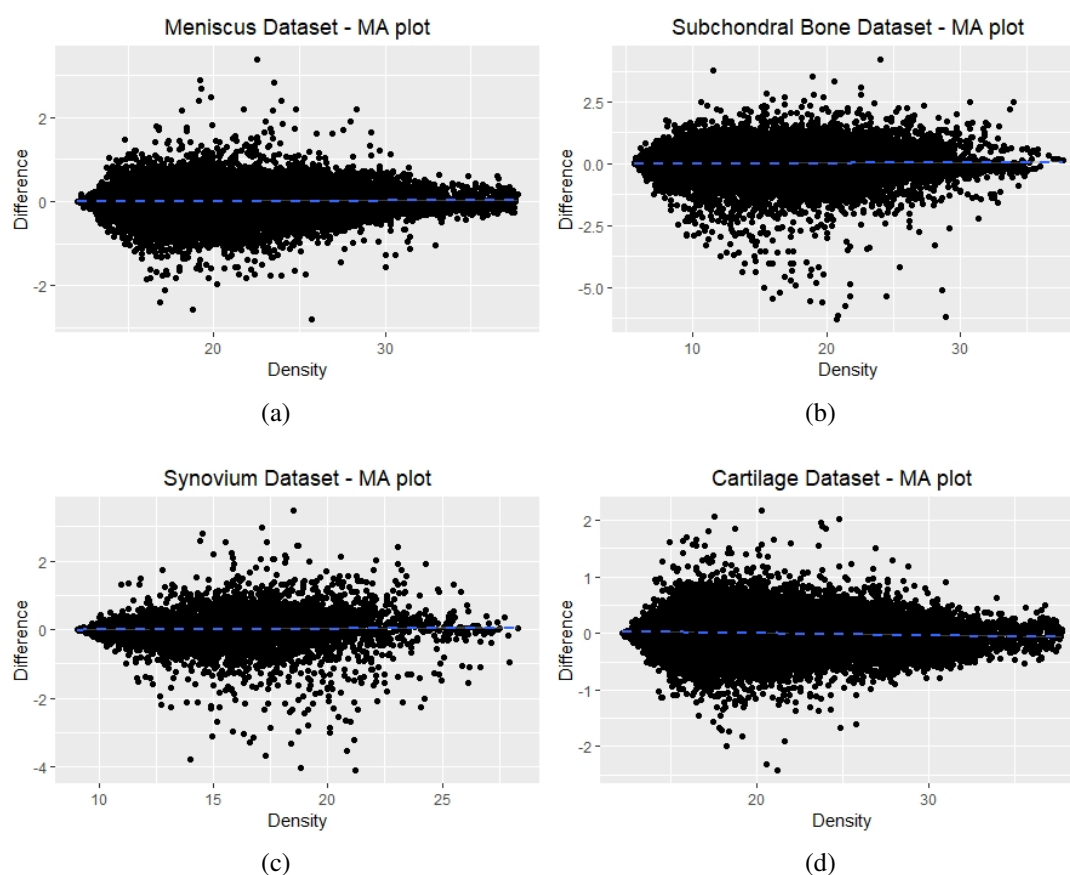 Meniscus Dataset - MA plot
2
0
-2
Difference
20
30
Density
(a)
Subchondral Bone Dataset - MA plot
2.5
0.0
-2.5
-5.0
Difference
10
20
30
Density
(b)
Synovium Dataset - MA plot
2
0
-2
-4
Difference
10
15
20
25
Density
(c)
Cartilage Dataset - MA plot
2
1
0
-1
-2
Difference
20
30
Density
(d)